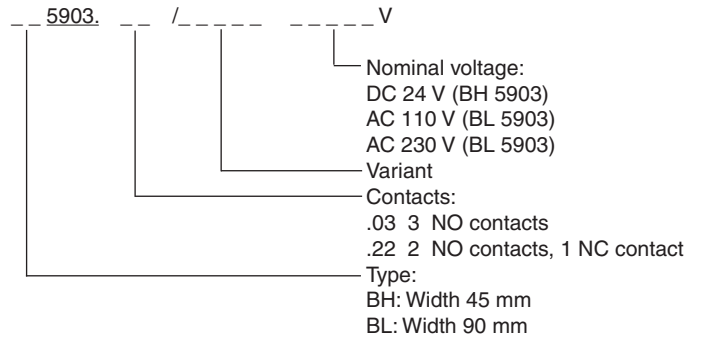 _ _ 5903. _ _ /_ _ _ _ _ _ _ _ _ _ V
Nominal voltage:
DC 24 V (BH 5903)
AC 110 V (BL 5903)
AC 230 V (BL 5903)
Variant
Contacts:
.03 3 NO contacts
.22 2 NO contacts, 1 NC contact
Type:
BH: Width 45 mm
BL: Width 90 mm